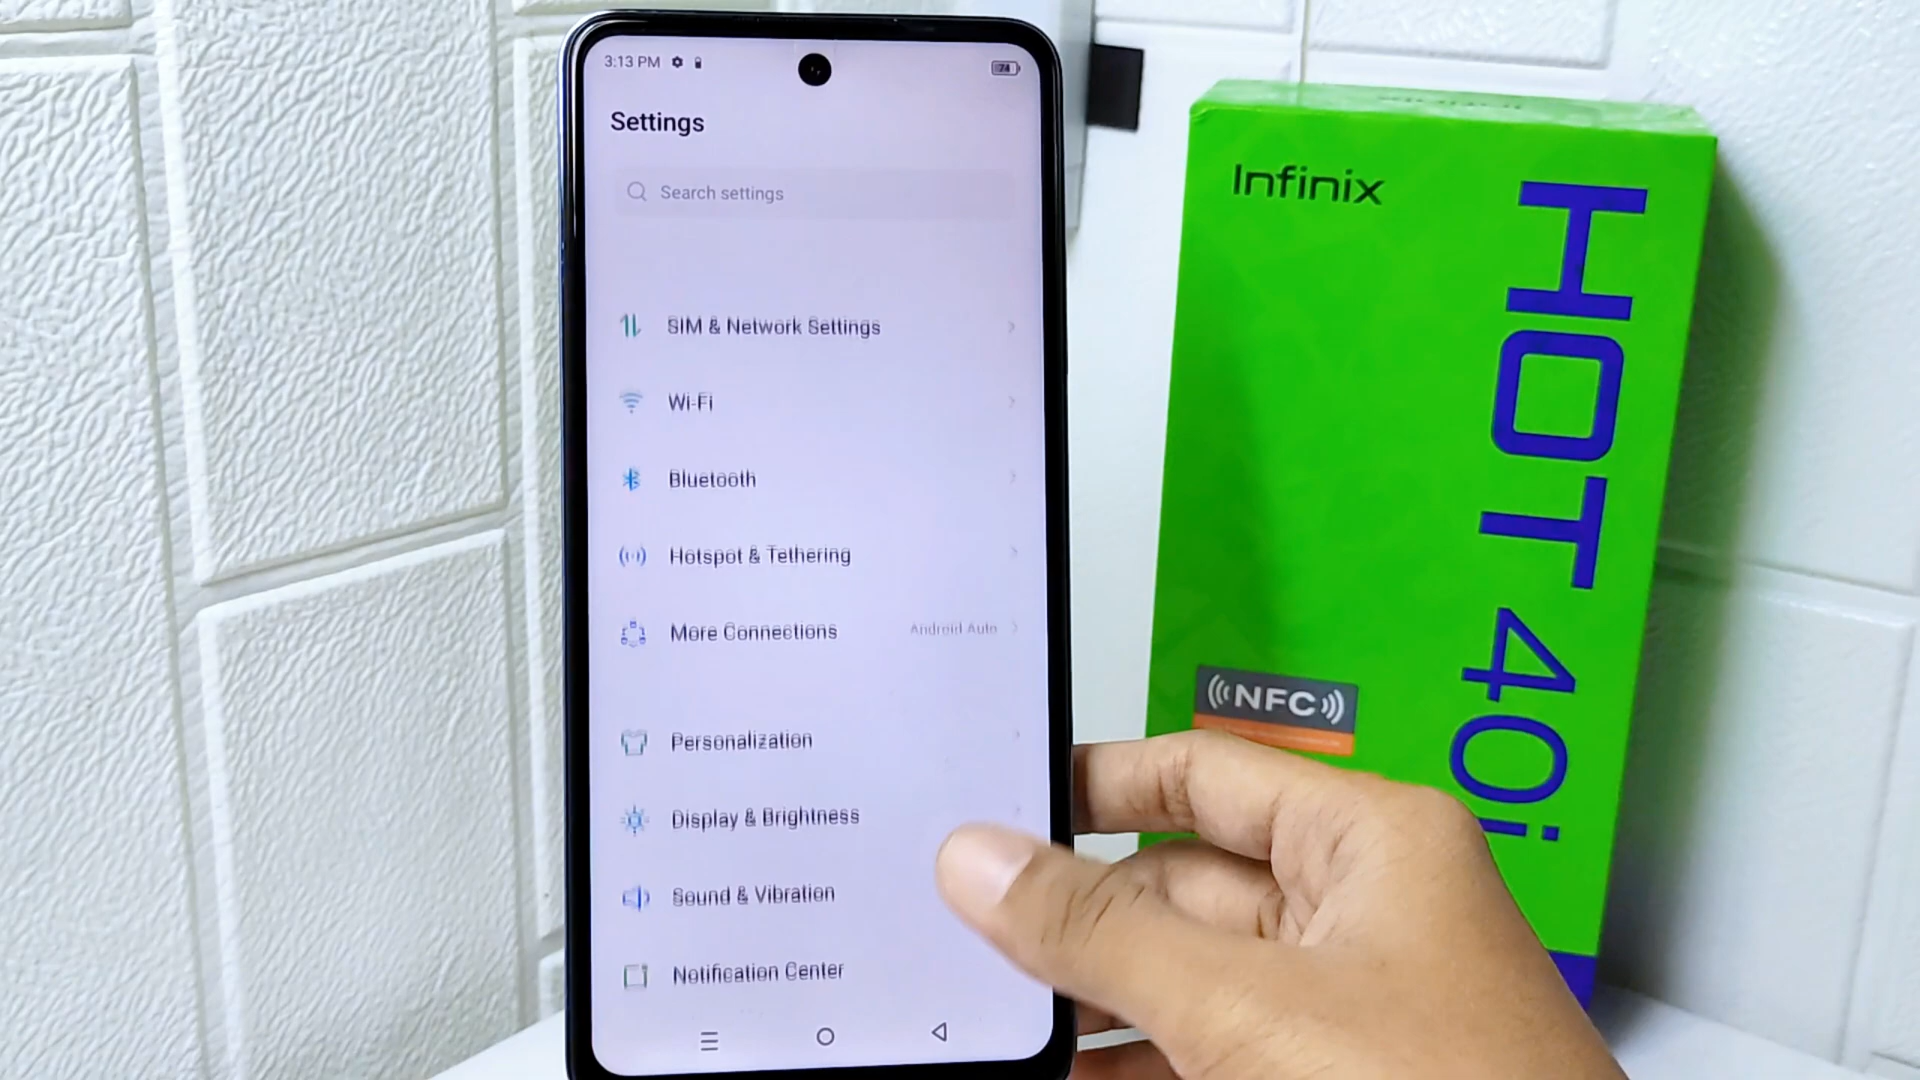 3:13 PM
74
Settings
Search settings
SIM & Network Settings
Wi-Fi
Bluetooth
Hotspot & Tethering
More Connections
Android Auto
Personalization
Display & Brightness
Sound & Vibration
Notification Center
Infinix
HOT 40i
NFC